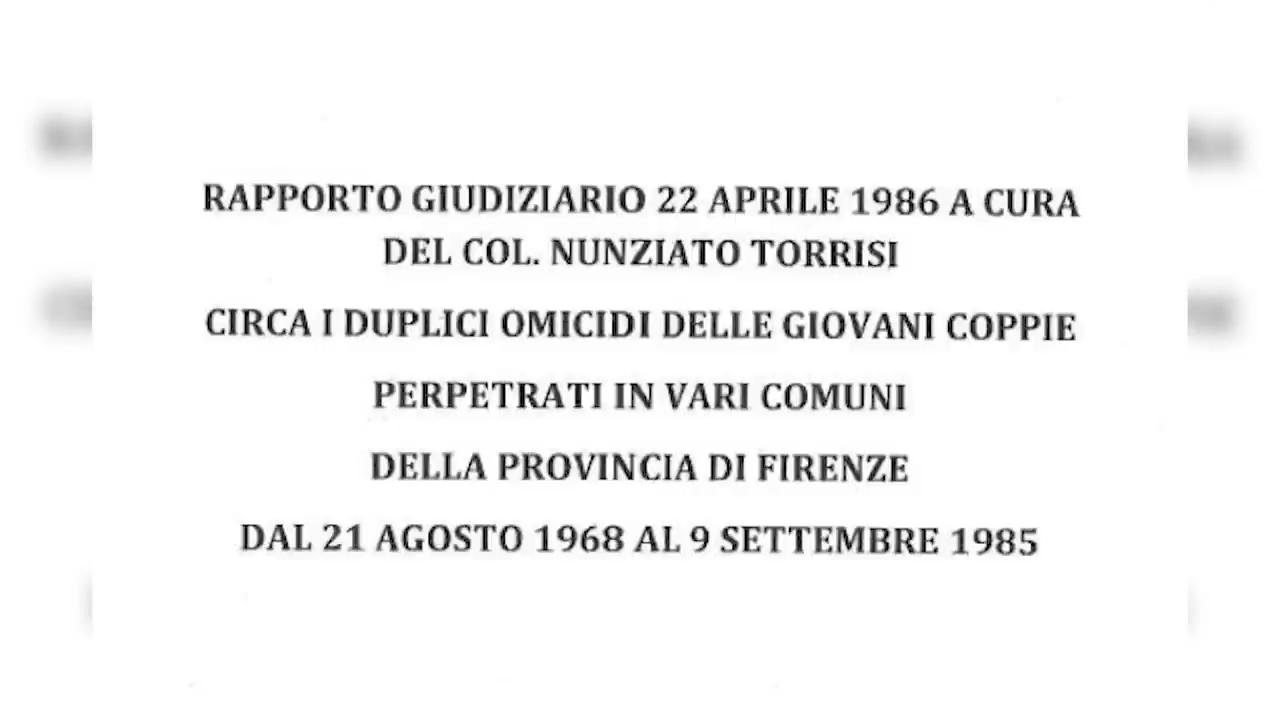 RAPPORTO GIUDIZIARIO 22 APRILE 1986 A CURA
DEL COL. NUNZIATO TORRISI
CIRCA I DUPLICI OMICIDI DELLE GIOVANI COPPIE
PERPETRATI IN VARI COMUNI
DELLA PROVINCIA DI FIRENZE
DAL 21 AGOSTO 1968 AL 9 SETTEMBRE 1985